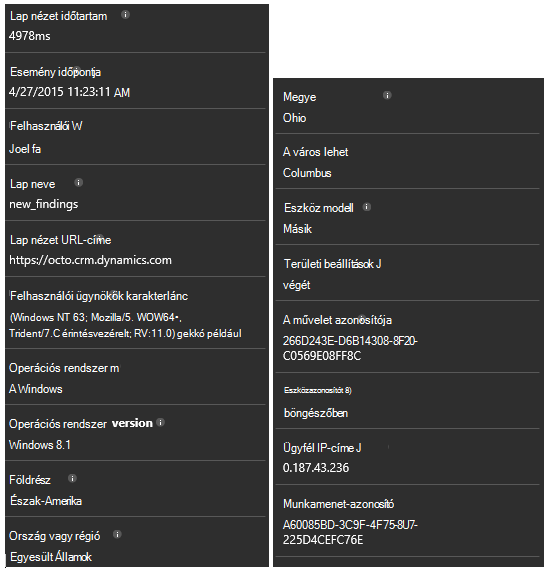 Lap nézet időtartam
4978ms
Esemény időpontja
4/27/2015 11:23:11 AM
Felhasználói W
Joel fa
Lap neve
new_findings
Lap nézet URL-címe
https://octo.crm.dynamics.com
Felhasználói ügynökök karakterlánc
(Windows NT 63; Mozilla/5. WOW64•,
Trident/7.C érintésvezérelt; RV:11.0) gekkó például
Operációs rendszer m
A Windows
Operációs rendszer version
Windows 8.1
Földrész
Észak-Amerika
Ország vagy régió
Egyesült Államok
Megye
Ohio
A város lehet
Columbus
Eszköz modell
Másik
Területi beállítások J
végét
A művelet azonosítója
266D243E-D6B14308-8F20-
C0569E08FF8C
Eszközazonosítót 8)
böngészőben
Ügyfél IP-címe J
0.187.43.236
Munkamenet-azonosító
A60085BD-3C9F-4F75-8U7-
225D4CEFC76E